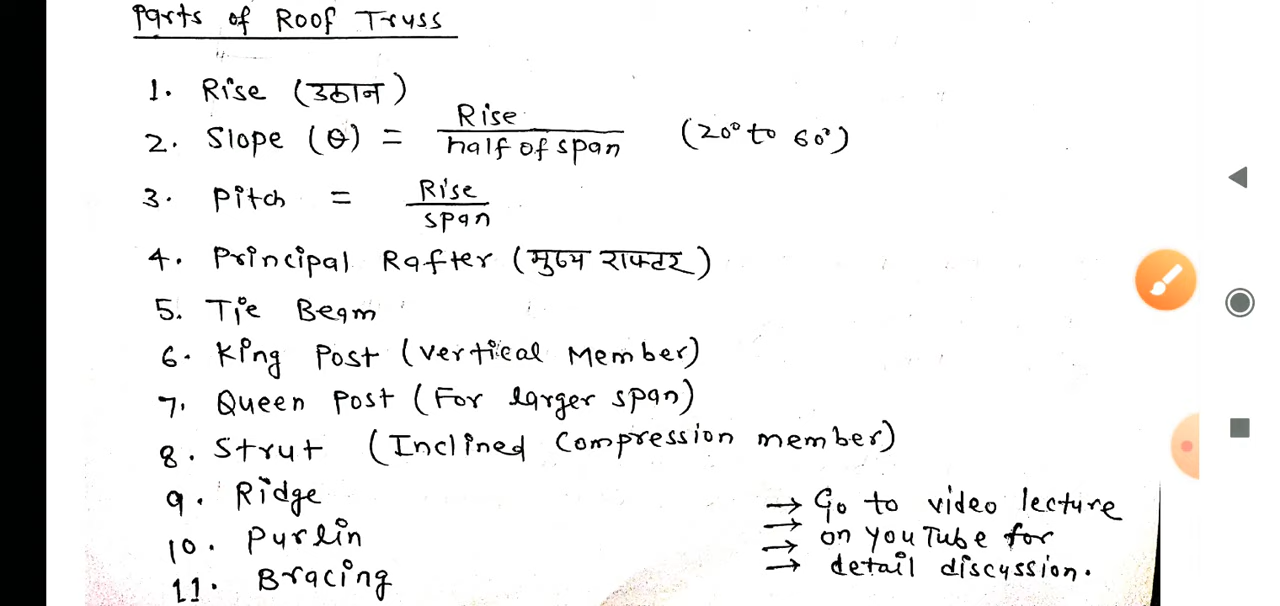 Parts of Roof Truss
1. Rise (उठान)
2. Slope (θ) = Rise / half of span (20° to 60°)
3. Pitch = Rise / span
4. Principal Rafter (मुख्य राफ्टर)
5. Tie Beam
6. King Post (Vertical Member)
7. Queen Post (For larger span)
8. Strut (Inclined Compression member)
9. Ridge
10. Purlin
11. Bracing
→ Go to video lecture
→ on YouTube for
→
→ detail discussion.